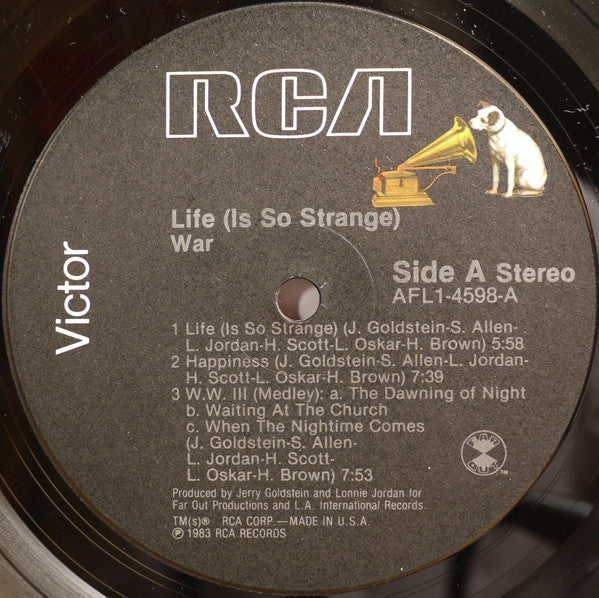 RCA
Life (Is So Strange)
War
Victor
Side A Stereo
AFL1-4598-A
1 Life (Is So Strange) (J. Goldstein-S. Allen-
L. Jordan-H. Scott-L. Oskar-H. Brown) 5:58
2 Happiness (J. Goldstein-S. Allen-L. Jordan-
H. Scott-L. Oskar-H. Brown) 7:39
3 W.W. III (Medley); a. The Dawning of Night
b. Waiting At The Church
c. When The Nightime Comes
(J. Goldstein-S. Allen-
L. Jordan-H. Scott-
L. Oskar-H. Brown) 7:53
FAR
OUT
TM
Produced by Jerry Goldstein and Lonnie Jordan for
Far Out Productions and L.A. International Records.
TM(s)® RCA CORP.—MADE IN U.S.A.
℗ 1983 RCA RECORDS